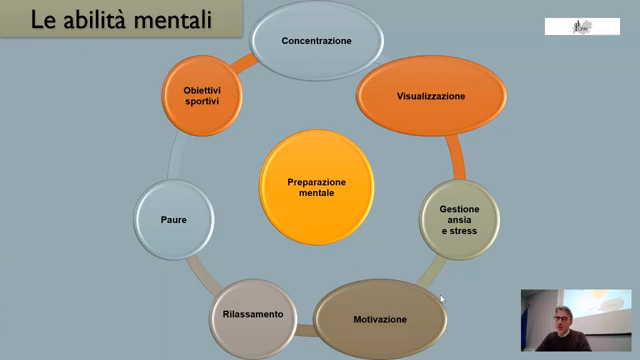 Le abilità mentali
Concentrazione
Visualizzazione
Gestione
ansia
e stress
Motivazione
Rilassamento
Paure
Obiettivi
sportivi
Preparazione
mentale